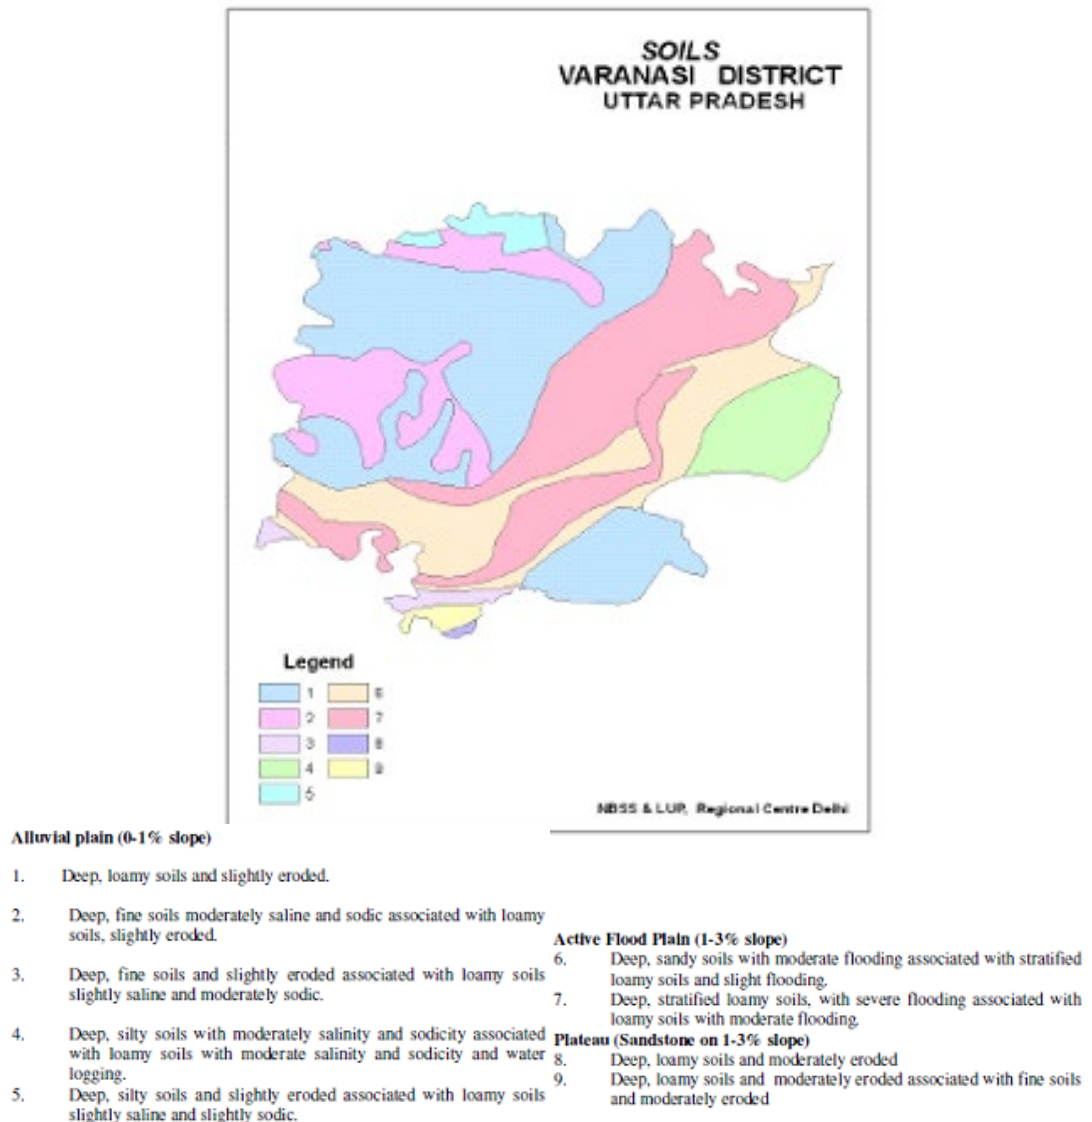 SOILS
VARANASI DISTRICT
UTTAR PRADESH
Legend
1 6
2 7
3 8
4 9
5
NBSS & LUP, Regional Centre Delhi
Alluvial plain (0-1% slope)
1. Deep, loamy soils and slightly eroded.
2. Deep, fine soils moderately saline and sodic associated with loamy
soils, slightly eroded.
3. Deep, fine soils and slightly eroded associated with loamy soils
slightly saline and moderately sodic.
4. Deep, silty soils with moderately salinity and sodicity associated
with loamy soils with moderate salinity and sodicity and water
logging.
5. Deep, silty soils and slightly eroded associated with loamy soils
slightly saline and slightly sodic.
Active Flood Plain (1-3% slope)
6. Deep, sandy soils with moderate flooding associated with stratified
loamy soils and slight flooding.
7. Deep, stratified loamy soils, with severe flooding associated with
loamy soils with moderate flooding.
Plateau (Sandstone on 1-3% slope)
8. Deep, loamy soils and moderately eroded
9. Deep, loamy soils and moderately eroded associated with fine soils
and moderately eroded